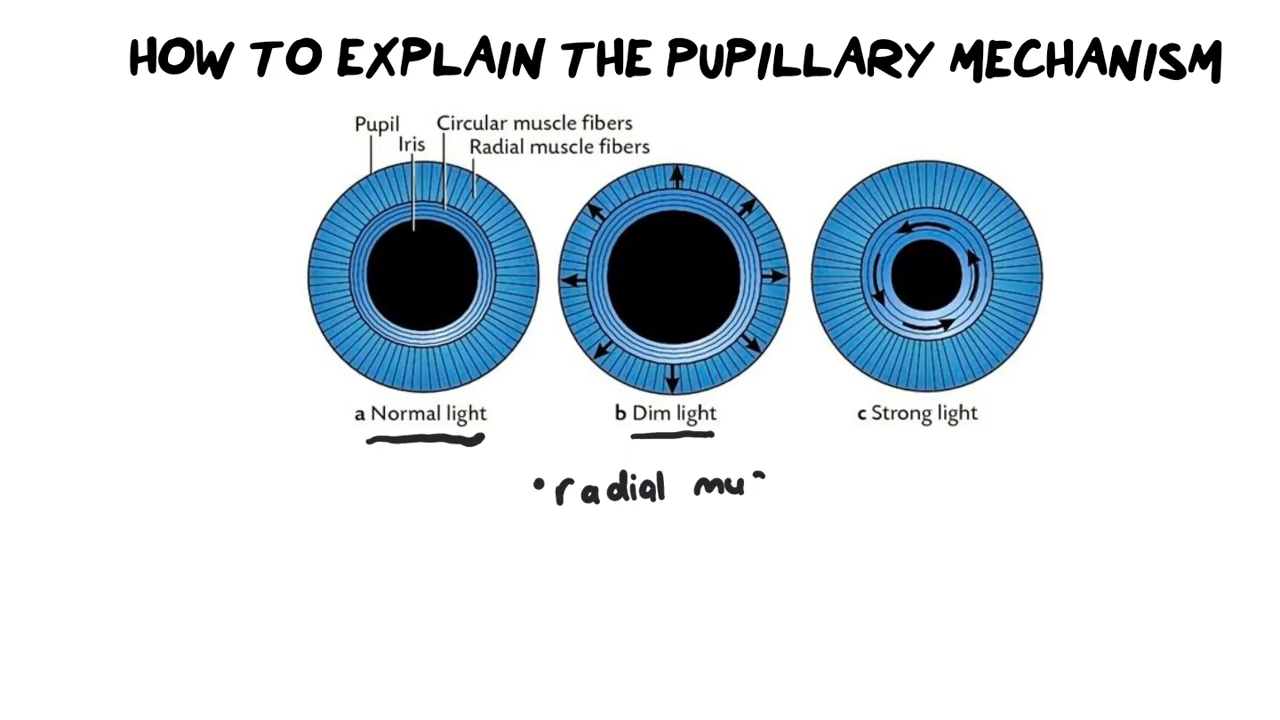 HOW TO EXPLAIN THE PUPILLARY MECHANISM
Pupil
Circular muscle fibers
Iris
Radial muscle fibers
a Normal light
b Dim light
c Strong light
• radial mu